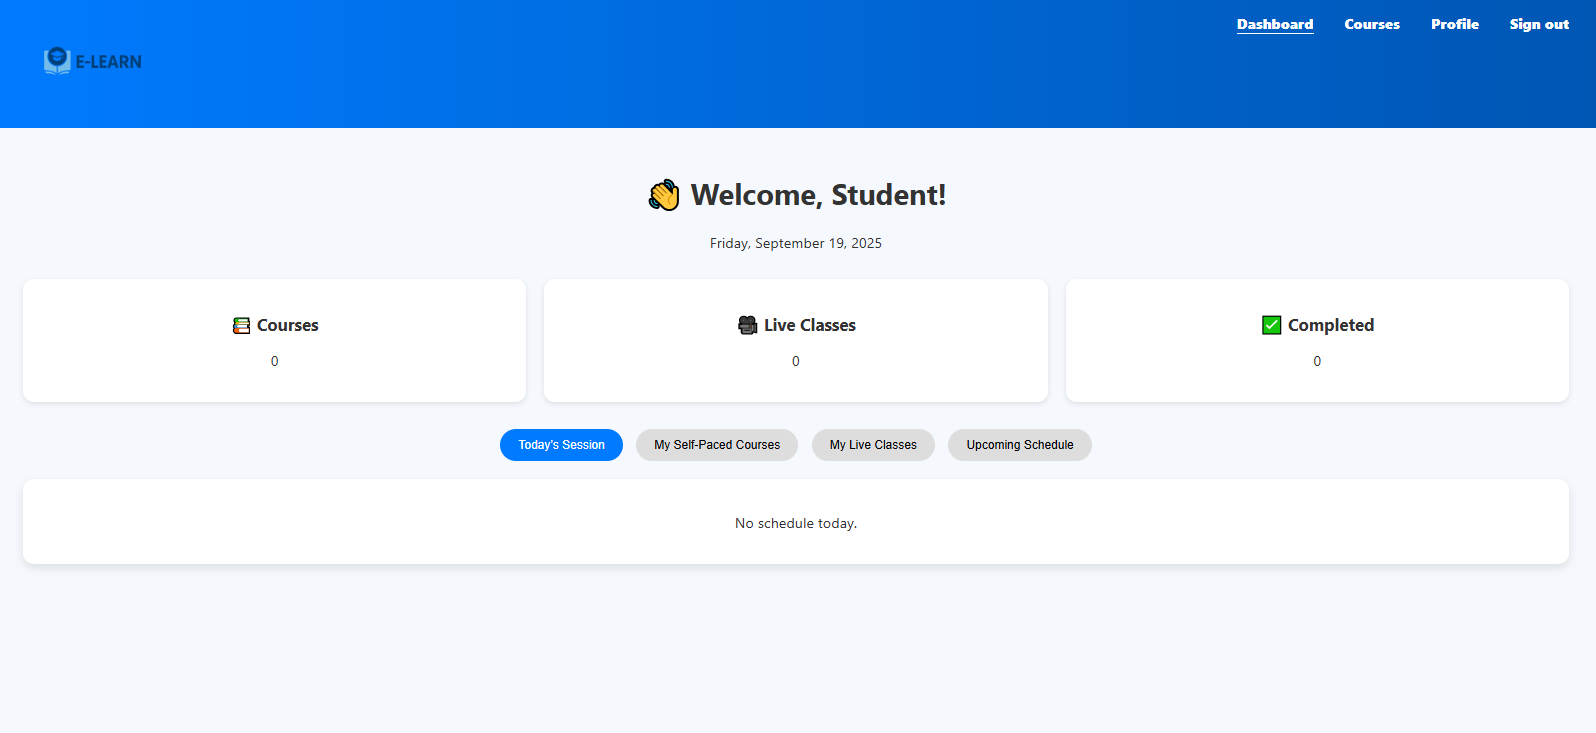 Dashboard Courses Profile Sign out
E-LEARN
👋 Welcome, Student!
Friday, September 19, 2025
📚 Courses
0
🎥 Live Classes
0
✅ Completed
0
Today's Session My Self-Paced Courses My Live Classes Upcoming Schedule
No schedule today.